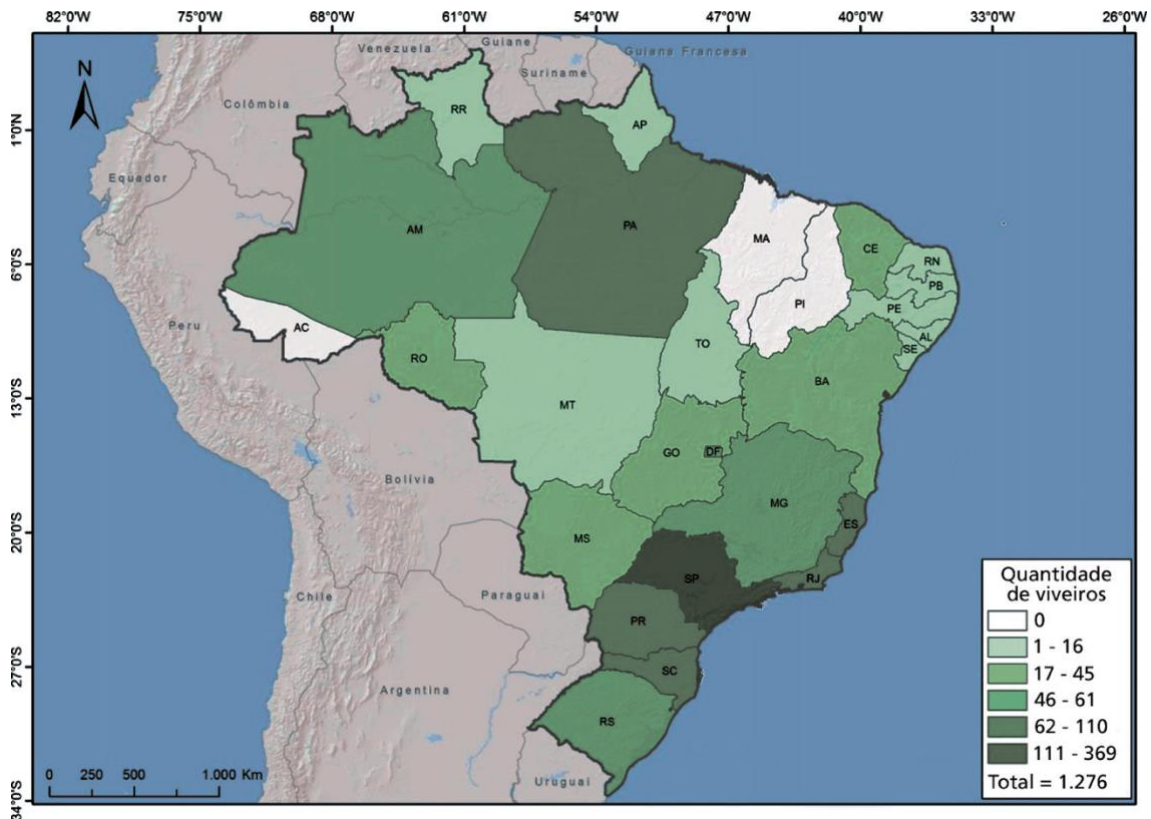 82°0'W 75°0'W 68°0'W 61°0'W 54°0'W 47°0'W 40°0'W 33°0'W 26°0'W
N
Venezuela
Guiane
Guiana Francesa
Suriname
Colômbia
RR
AP
1°0'N
Equador
AM
PA
MA
CE
RN
6°0'S
PB
PI
PE
Peru
AC
AL
TO
SE
RO
BA
13°0'S
MT
GO
DF
Bolívia
MG
ES
20°0'S
MS
SP
RJ
Chile
Paraguai
PR
27°0'S
SC
Argentina
RS
Uruguai
34°0'S
0 250 500 1.000 Km
Quantidade
de viveiros
0
1 - 16
17 - 45
46 - 61
62 - 110
111 - 369
Total = 1.276